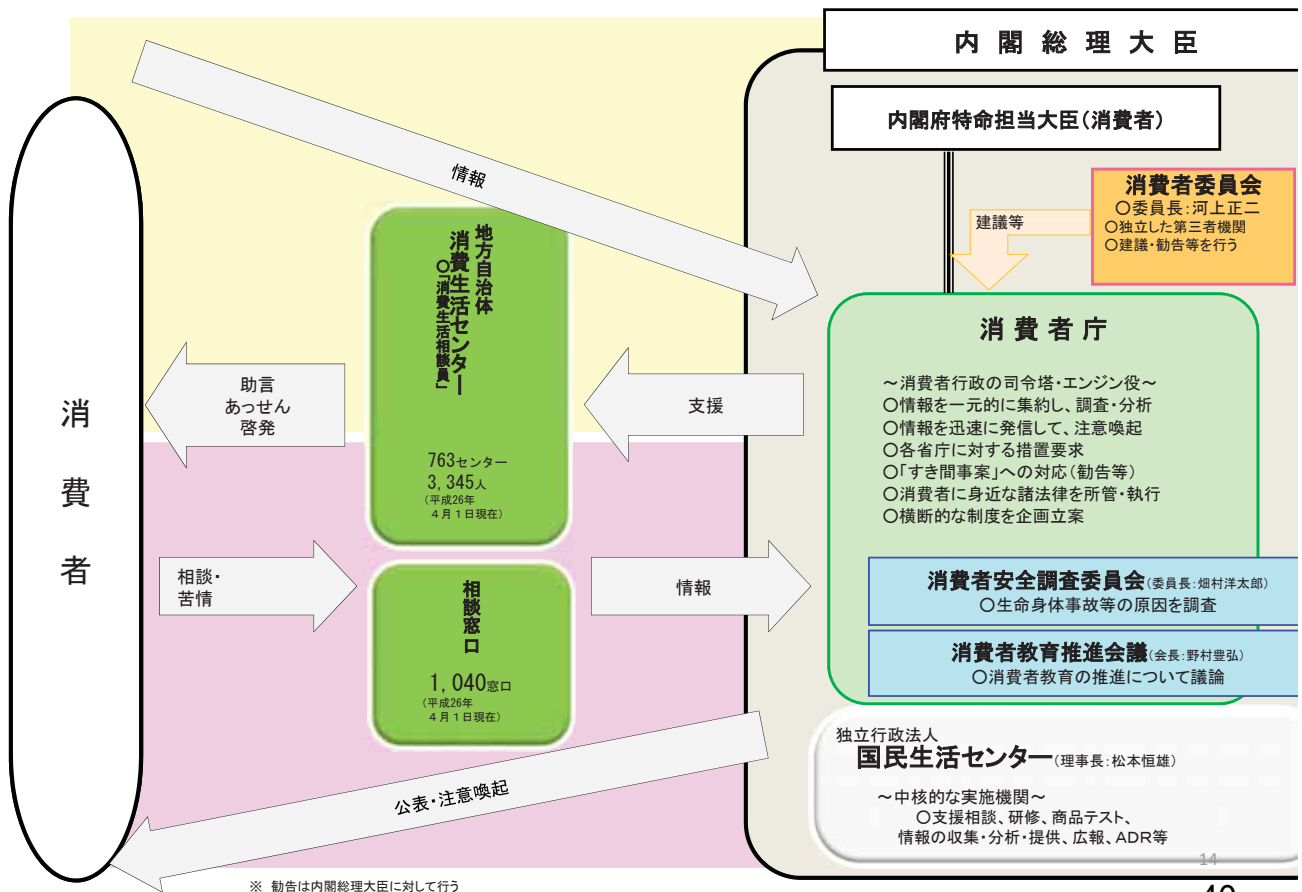 内閣総理大臣
内閣府特命担当大臣(消費者)
消費者委員会
○委員長:河上正二
○独立した第三者機関
○建議・勧告等を行う
建議等
情報
地方自治体
消費生活センター
○「消費生活相談員」
763センター
3,345人
(平成26年
4月1日現在)
助言
あっせん
啓発
支援
消費者
消費者庁
~消費者行政の司令塔・エンジン役~
○情報を一元的に集約し、調査・分析
○情報を迅速に発信して、注意喚起
○各省庁に対する措置要求
○「すき間事案」への対応(勧告等)
○消費者に身近な諸法律を所管・執行
○横断的な制度を企画立案
消費者安全調査委員会(委員長:畑村洋太郎)
○生命身体事故等の原因を調査
消費者教育推進会議(会長:野村豊弘)
○消費者教育の推進について議論
相談・
苦情
相談窓口
1,040窓口
(平成26年
4月1日現在)
情報
独立行政法人
国民生活センター(理事長:松本恒雄)
~中核的な実施機関~
○支援相談、研修、商品テスト、
情報の収集・分析・提供、広報、ADR等
公表・注意喚起
14
※ 勧告は内閣総理大臣に対して行う